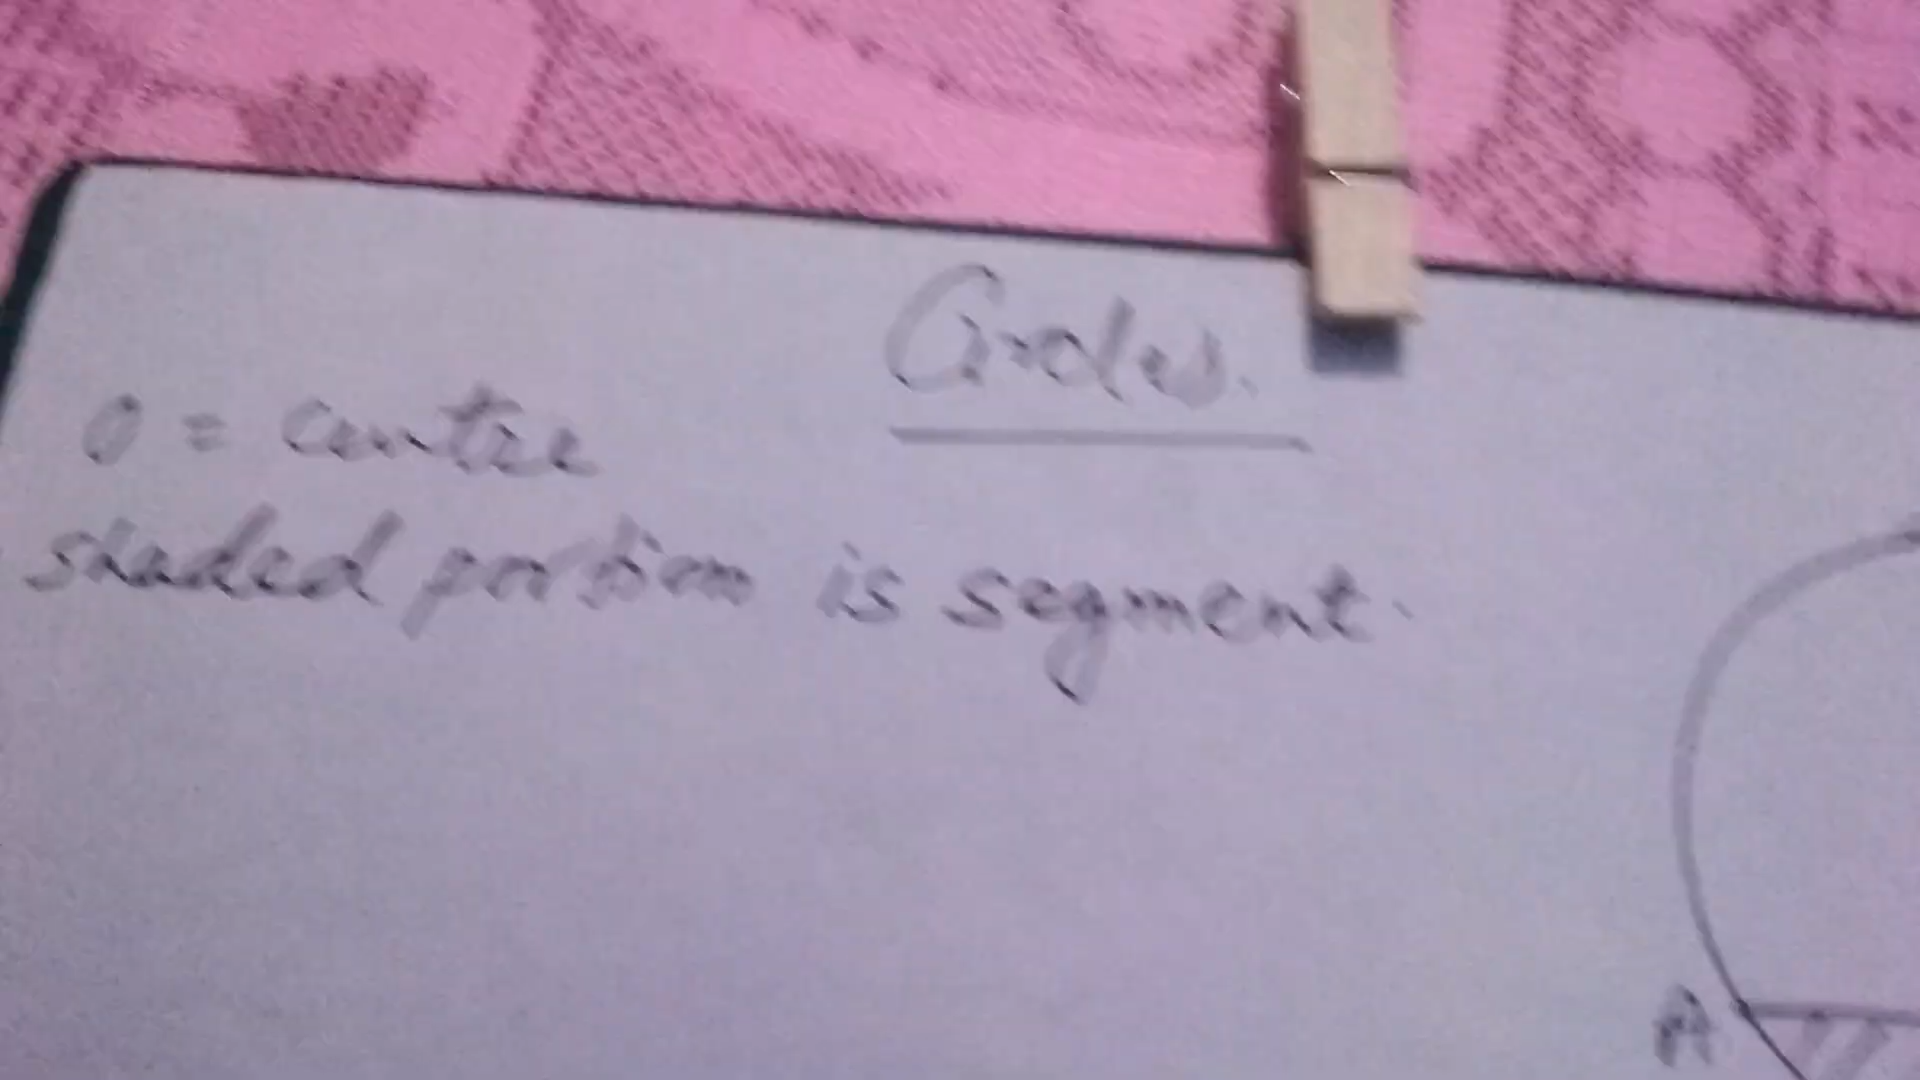 Circles.
O = centre
shaded portion is segment.
A